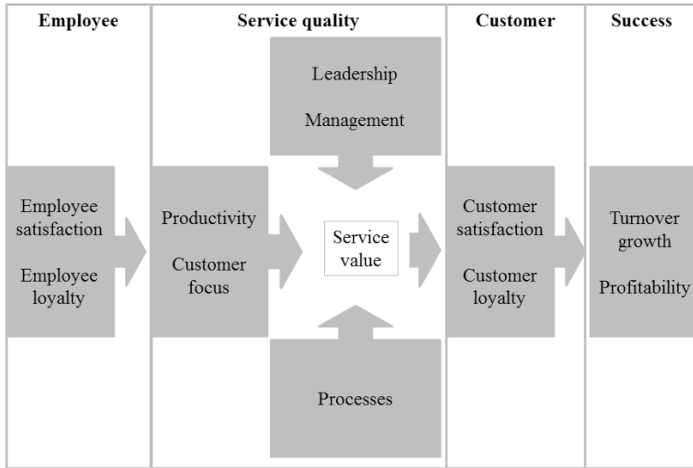 Employee
Service quality
Customer
Success
Leadership
Management
Employee
satisfaction
Employee
loyalty
Productivity
Customer
focus
Service
value
Customer
satisfaction
Customer
loyalty
Turnover
growth
Profitability
Processes